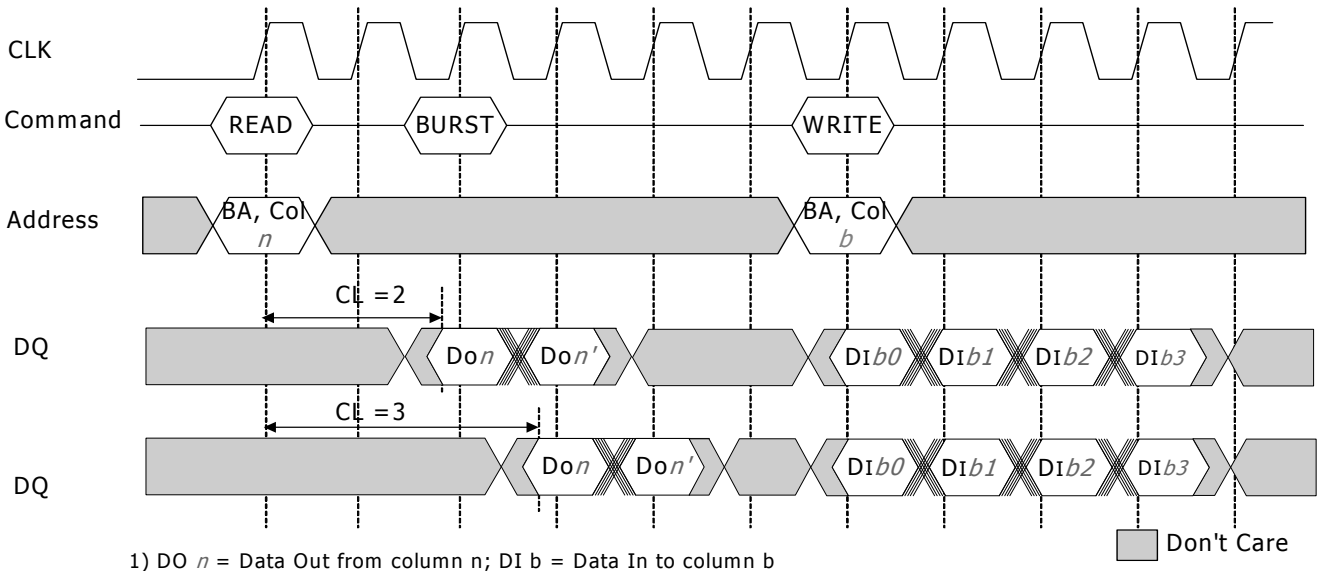 CLK
Command
READ
BURST
WRITE
Address
BA, Col
n
BA, Col
b
CL =2
DQ
Don
Don'
DIb0
DIb1
DIb2
DIb3
CL =3
DQ
Don
Don'
DIb0
DIb1
DIb2
DIb3
Don't Care
1) DO n = Data Out from column n; DI b = Data In to column b